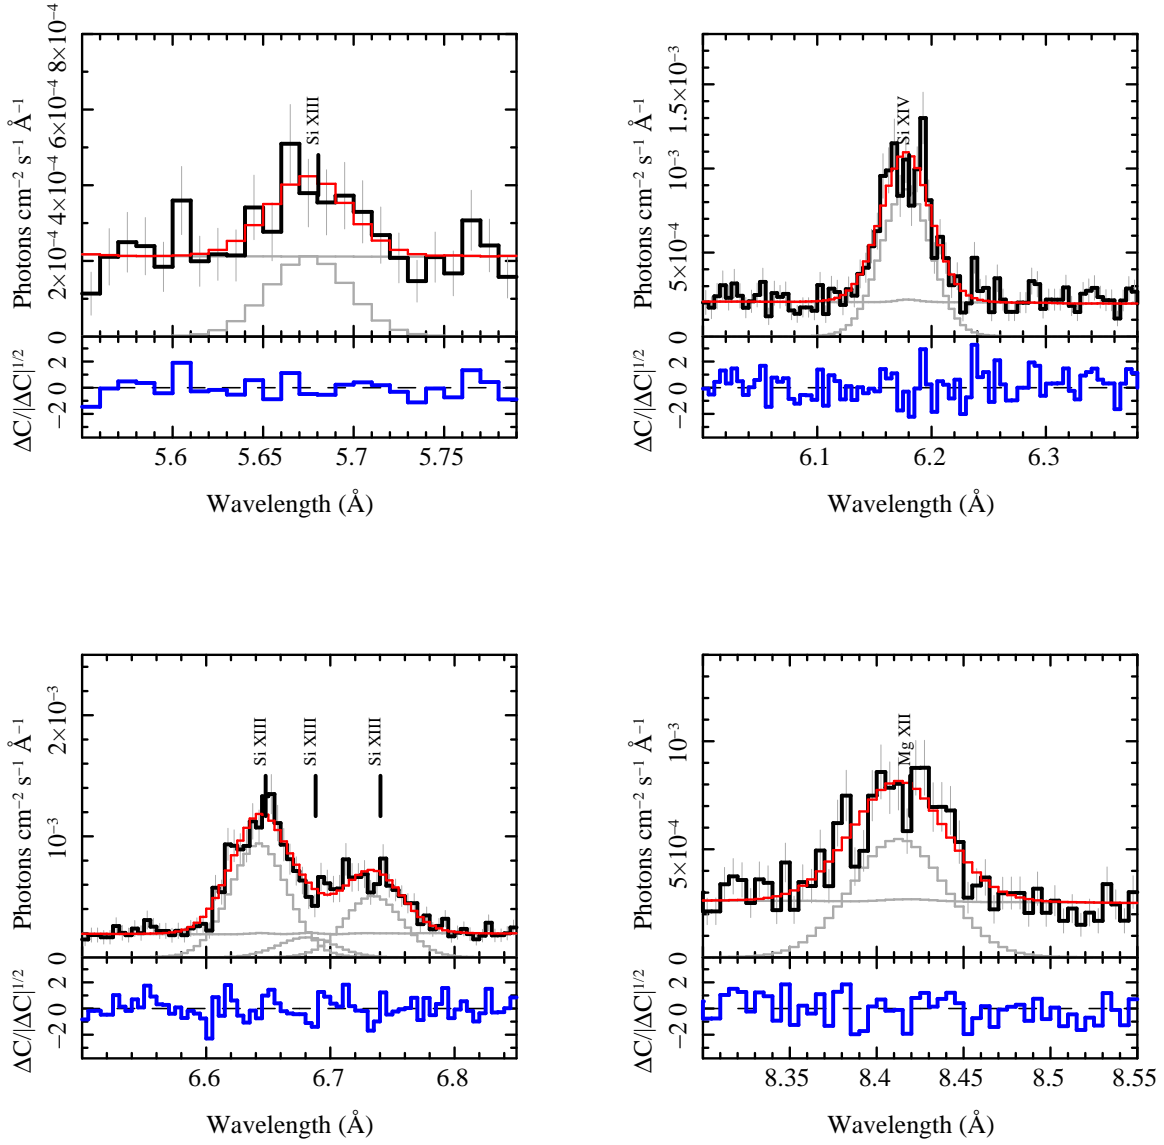 Photons cm⁻² s⁻¹ Å⁻¹
0 2×10⁻⁴ 4×10⁻⁴ 6×10⁻⁴ 8×10⁻⁴
Si XIII
ΔC/|ΔC|^1/2
−2 0 2
5.6 5.65 5.7 5.75
Wavelength (Å)
Photons cm⁻² s⁻¹ Å⁻¹
0 5×10⁻⁴ 10⁻³ 1.5×10⁻³
Si XIV
ΔC/|ΔC|^1/2
−2 0 2
6.1 6.2 6.3
Wavelength (Å)
Photons cm⁻² s⁻¹ Å⁻¹
0 10⁻³ 2×10⁻³
Si XIII Si XIII Si XIII
ΔC/|ΔC|^1/2
−2 0 2
6.6 6.7 6.8
Wavelength (Å)
Photons cm⁻² s⁻¹ Å⁻¹
0 5×10⁻⁴ 10⁻³
Mg XII
ΔC/|ΔC|^1/2
−2 0 2
8.35 8.4 8.45 8.5 8.55
Wavelength (Å)